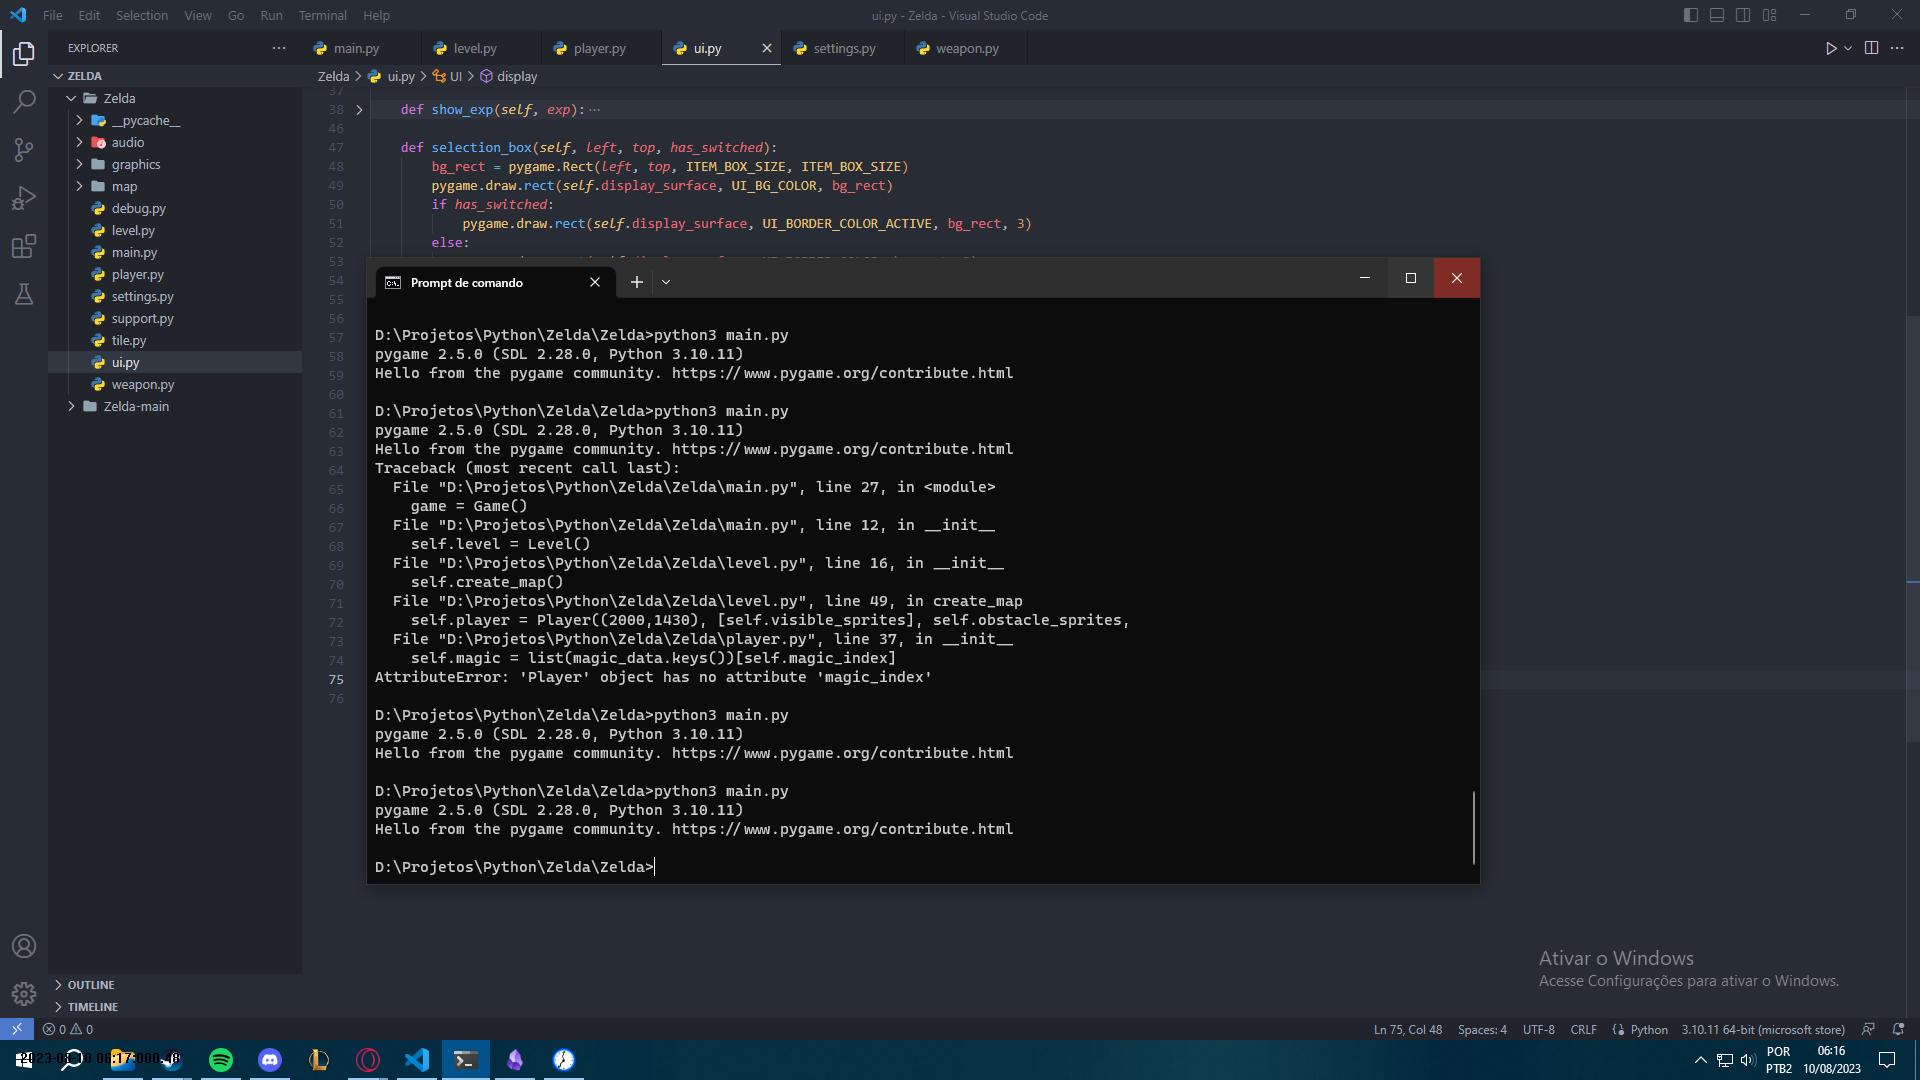 File Edit Selection View Go Run Terminal Help
ui.py - Zelda - Visual Studio Code
EXPLORER
main.py level.py player.py ui.py settings.py weapon.py
ZELDA
Zelda
__pycache__
audio
graphics
map
debug.py
level.py
main.py
player.py
settings.py
support.py
tile.py
ui.py
weapon.py
Zelda-main
OUTLINE
TIMELINE
Zelda > ui.py > UI > display
37
38 def show_exp(self, exp): ···
46
47 def selection_box(self, left, top, has_switched):
48 bg_rect = pygame.Rect(left, top, ITEM_BOX_SIZE, ITEM_BOX_SIZE)
49 pygame.draw.rect(self.display_surface, UI_BG_COLOR, bg_rect)
50 if has_switched:
51 pygame.draw.rect(self.display_surface, UI_BORDER_COLOR_ACTIVE, bg_rect, 3)
52 else:
53
54
55
56
57
58
59
60
61
62
63
64
65
66
67
68
69
70
71
72
73
74
75
76
Prompt de comando
D:\Projetos\Python\Zelda\Zelda>python3 main.py
pygame 2.5.0 (SDL 2.28.0, Python 3.10.11)
Hello from the pygame community. https://www.pygame.org/contribute.html
D:\Projetos\Python\Zelda\Zelda>python3 main.py
pygame 2.5.0 (SDL 2.28.0, Python 3.10.11)
Hello from the pygame community. https://www.pygame.org/contribute.html
Traceback (most recent call last):
File "D:\Projetos\Python\Zelda\Zelda\main.py", line 27, in <module>
game = Game()
File "D:\Projetos\Python\Zelda\Zelda\main.py", line 12, in __init__
self.level = Level()
File "D:\Projetos\Python\Zelda\Zelda\level.py", line 16, in __init__
self.create_map()
File "D:\Projetos\Python\Zelda\Zelda\level.py", line 49, in create_map
self.player = Player((2000,1430), [self.visible_sprites], self.obstacle_sprites,
File "D:\Projetos\Python\Zelda\Zelda\player.py", line 37, in __init__
self.magic = list(magic_data.keys())[self.magic_index]
AttributeError: 'Player' object has no attribute 'magic_index'
D:\Projetos\Python\Zelda\Zelda>python3 main.py
pygame 2.5.0 (SDL 2.28.0, Python 3.10.11)
Hello from the pygame community. https://www.pygame.org/contribute.html
D:\Projetos\Python\Zelda\Zelda>python3 main.py
pygame 2.5.0 (SDL 2.28.0, Python 3.10.11)
Hello from the pygame community. https://www.pygame.org/contribute.html
D:\Projetos\Python\Zelda\Zelda>
Ativar o Windows
Acesse Configurações para ativar o Windows.
0 0
Ln 75, Col 48 Spaces: 4 UTF-8 CRLF Python 3.10.11 64-bit (microsoft store)
POR
PTB2
06:16
10/08/2023